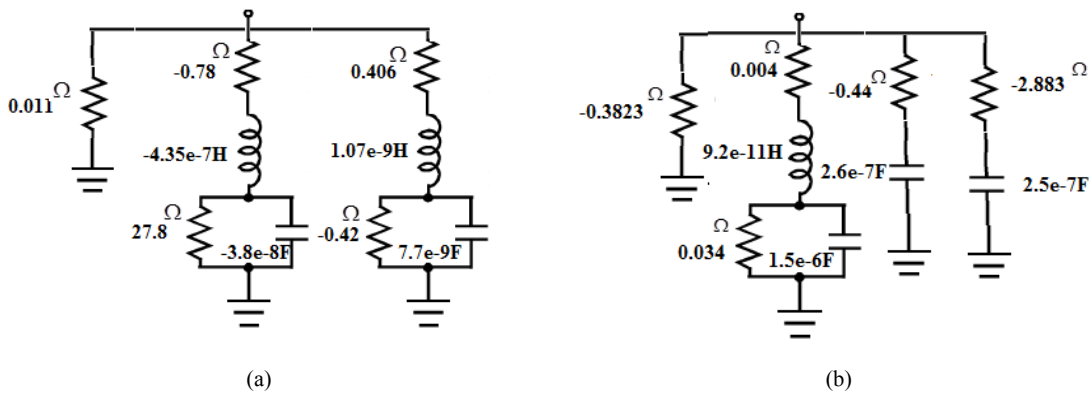 Ω
-0.78
Ω
0.406
0.011
Ω
-4.35e-7H
1.07e-9H
Ω
27.8
-3.8e-8F
Ω
-0.42
7.7e-9F
(a)
Ω
0.004
Ω
-0.44
-2.883
Ω
-0.3823
Ω
9.2e-11H
2.6e-7F
2.5e-7F
Ω
0.034
1.5e-6F
(b)